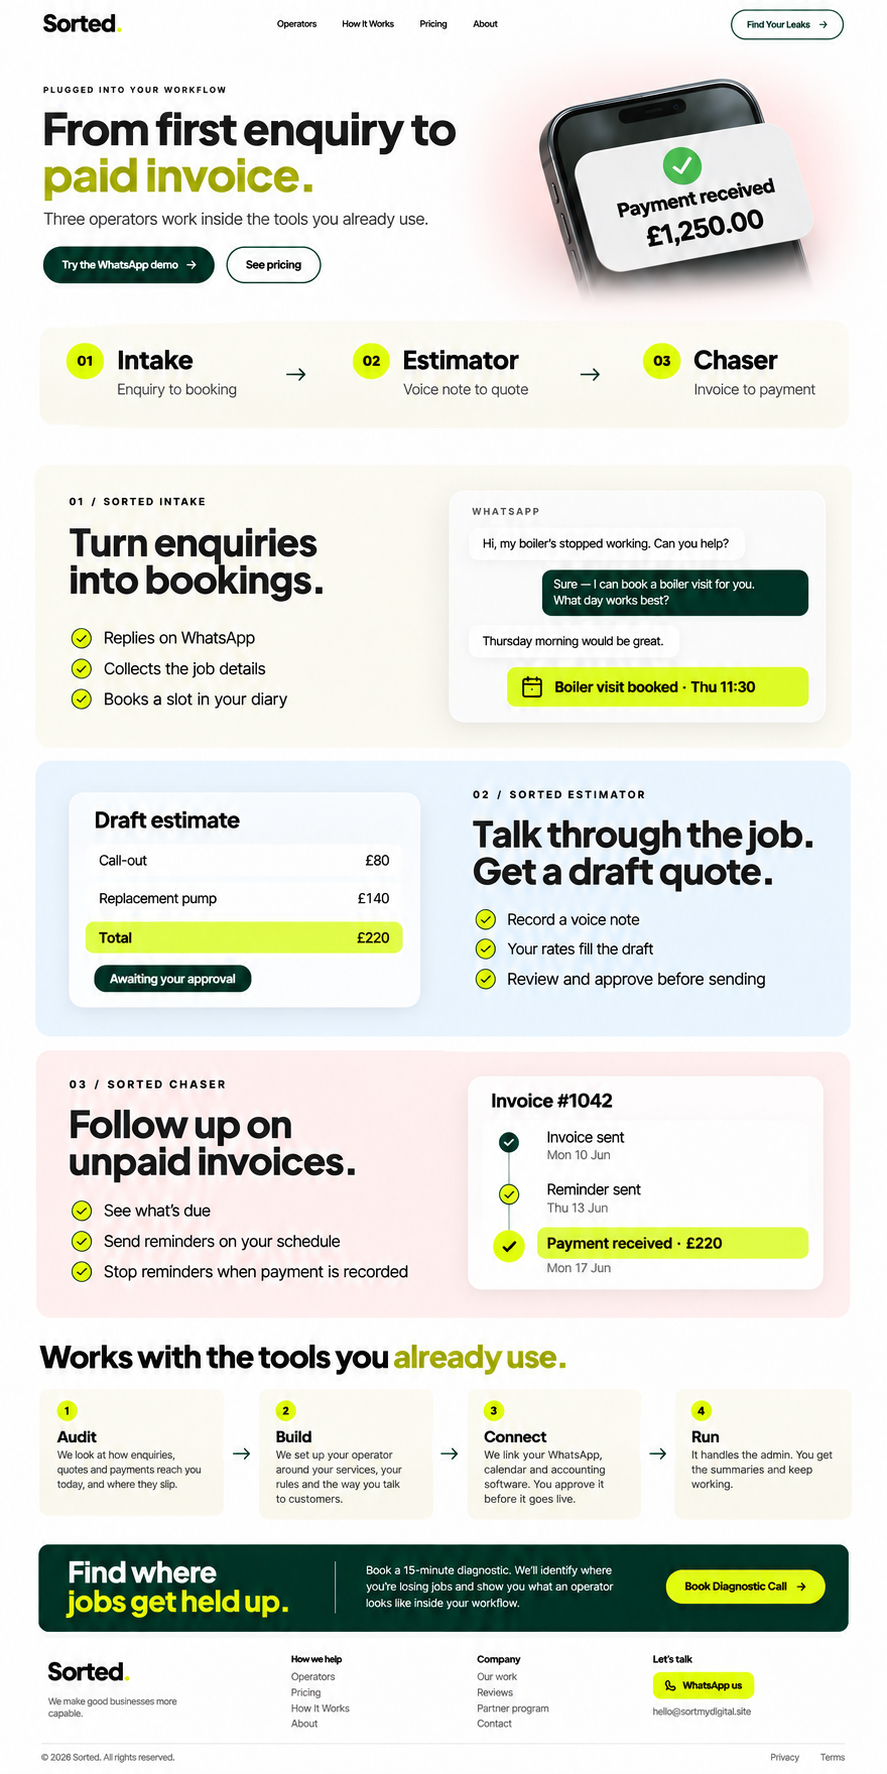 Sorted.
Operators
How It Works
Pricing
About
Find Your Leaks →
PLUGGED INTO YOUR WORKFLOW
From first enquiry to
paid invoice.
Three operators work inside the tools you already use.
Try the WhatsApp demo →
See pricing
Payment received
£1,250.00
01
Intake
Enquiry to booking
→
02
Estimator
Voice note to quote
→
03
Chaser
Invoice to payment
01 / SORTED INTAKE
Turn enquiries
into bookings.
Replies on WhatsApp
Collects the job details
Books a slot in your diary
WHATSAPP
Hi, my boiler's stopped working. Can you help?
Sure — I can book a boiler visit for you.
What day works best?
Thursday morning would be great.
Boiler visit booked · Thu 11:30
Draft estimate
Call-out £80
Replacement pump £140
Total £220
Awaiting your approval
02 / SORTED ESTIMATOR
Talk through the job.
Get a draft quote.
Record a voice note
Your rates fill the draft
Review and approve before sending
03 / SORTED CHASER
Follow up on
unpaid invoices.
See what's due
Send reminders on your schedule
Stop reminders when payment is recorded
Invoice #1042
Invoice sent
Mon 10 Jun
Reminder sent
Thu 13 Jun
Payment received · £220
Mon 17 Jun
Works with the tools you already use.
1
Audit
We look at how enquiries,
quotes and payments reach you
today, and where they slip.
→
2
Build
We set up your operator
around your services, your
rules and the way you talk
to customers.
→
3
Connect
We link your WhatsApp,
calendar and accounting
software. You approve it
before it goes live.
→
4
Run
It handles the admin. You get
the summaries and keep
working.
Find where
jobs get held up.
Book a 15-minute diagnostic. We'll identify where
you're losing jobs and show you what an operator
looks like inside your workflow.
Book Diagnostic Call →
Sorted.
We make good businesses more
capable.
How we help
Operators
Pricing
How It Works
About
Company
Our work
Reviews
Partner program
Contact
Let's talk
WhatsApp us
hello@sortmydigital.site
© 2026 Sorted. All rights reserved.
Privacy
Terms